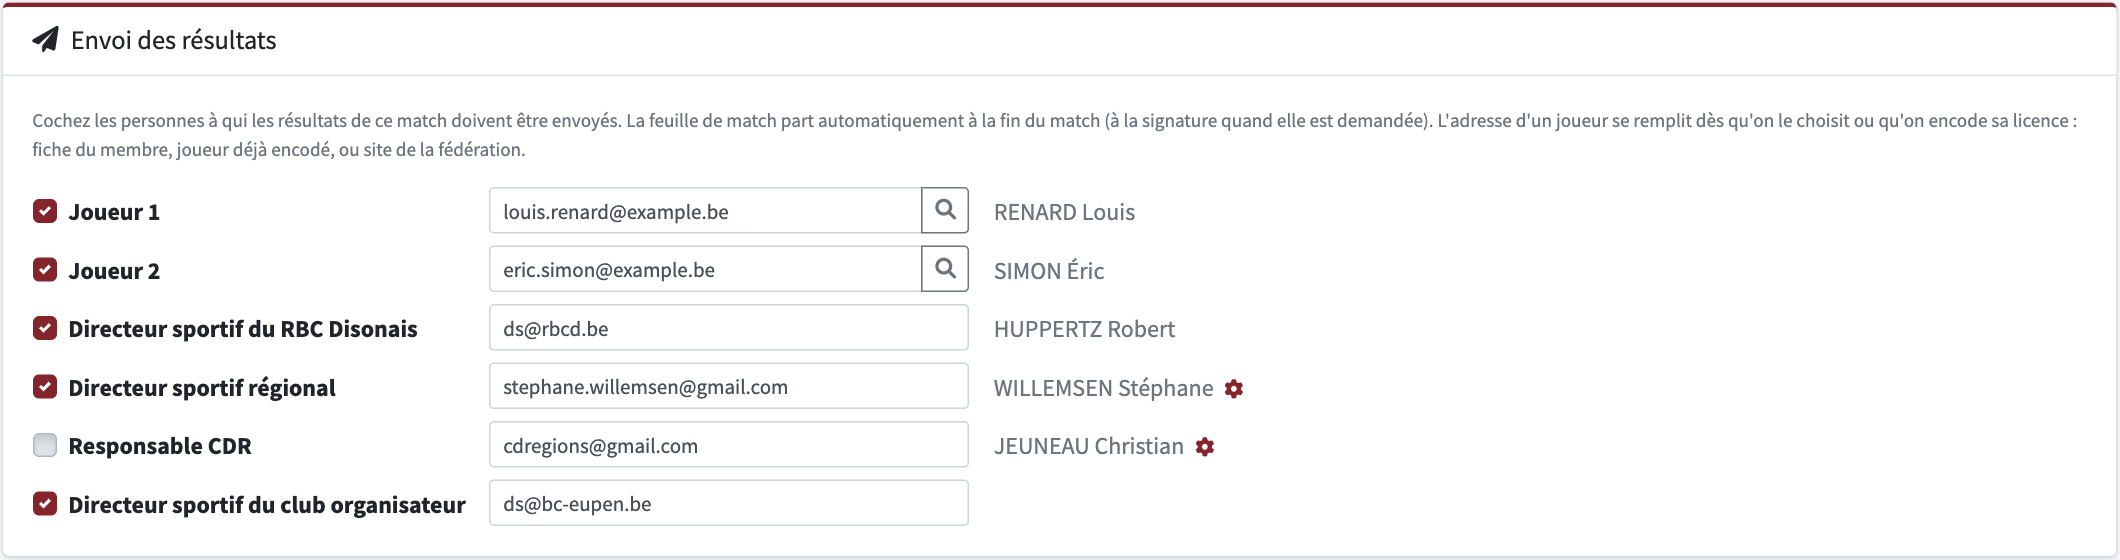 Envoi des résultats
Cochez les personnes à qui les résultats de ce match doivent être envoyés. La feuille de match part automatiquement à la fin du match (à la signature quand elle est demandée). L'adresse d'un joueur se remplit dès qu'on le choisit ou qu'on encode sa licence :
fiche du membre, joueur déjà encodé, ou site de la fédération.
Joueur 1 louis.renard@example.be RENARD Louis
Joueur 2 eric.simon@example.be SIMON Éric
Directeur sportif du RBC Disonais ds@rbcd.be HUPPERTZ Robert
Directeur sportif régional stephane.willemsen@gmail.com WILLEMSEN Stéphane
Responsable CDR cdregions@gmail.com JEUNEAU Christian
Directeur sportif du club organisateur ds@bc-eupen.be